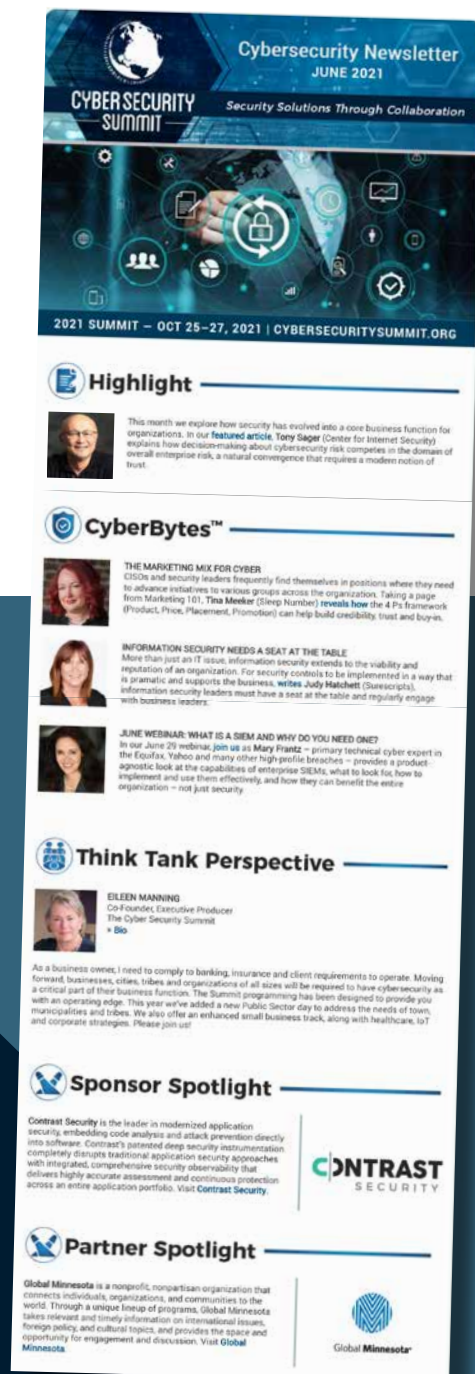 Cybersecurity Newsletter
JUNE 2021
CYBER SECURITY
SUMMIT
Security Solutions Through Collaboration
2021 SUMMIT — OCT 25–27, 2021 | CYBERSECURITYSUMMIT.ORG
Highlight
This month we explore how security has evolved into a core business function for
organizations. In our featured article, Tony Sager (Center for Internet Security)
explains how decision-making about cybersecurity risk competes in the domain of
overall enterprise risk, a natural convergence that requires a modern notion of
trust.
CyberBytes™
THE MARKETING MIX FOR CYBER
CISOs and security leaders frequently find themselves in positions where they need
to advance initiatives to various groups across the organization. Taking a page
from Marketing 101, Tina Meeker (Sleep Number) reveals how the 4 Ps framework
(Product, Price, Placement, Promotion) can help build credibility, trust and buy-in.
INFORMATION SECURITY NEEDS A SEAT AT THE TABLE
More than just an IT issue, information security extends to the viability and
reputation of an organization. For security controls to be implemented in a way that
is pramatic and supports the business, writes Judy Hatchett (Surescripts),
information security leaders must have a seat at the table and regularly engage
with business leaders.
JUNE WEBINAR: WHAT IS A SIEM AND WHY DO YOU NEED ONE?
In our June 29 webinar, join us as Mary Frantz – primary technical cyber expert in
the Equifax, Yahoo and many other high-profile breaches – provides a product-
agnostic look at the capabilities of enterprise SIEMs, what to look for, how to
implement and use them effectively, and how they can benefit the entire
organization – not just security.
Think Tank Perspective
EILEEN MANNING
Co-Founder, Executive Producer
The Cyber Security Summit
» Bio
As a business owner, I need to comply to banking, insurance and client requirements to operate. Moving
forward, businesses, cities, tribes and organizations of all sizes will be required to have cybersecurity as
a critical part of their business function. The Summit programming has been designed to provide you
with an operating edge. This year we've added a new Public Sector day to address the needs of town,
municipalities and tribes. We also offer an enhanced small business track, along with healthcare, IoT
and corporate strategies. Please join us!
Sponsor Spotlight
Contrast Security is the leader in modernized application
security, embedding code analysis and attack prevention directly
into software. Contrast's patented deep security instrumentation
completely disrupts traditional application security approaches
with integrated, comprehensive security observability that
delivers highly accurate assessment and continuous protection
across an entire application portfolio. Visit Contrast Security.
CONTRAST
SECURITY
Partner Spotlight
Global Minnesota is a nonprofit, nonpartisan organization that
connects individuals, organizations, and communities to the
world. Through a unique lineup of programs, Global Minnesota
takes relevant and timely information on international issues,
foreign policy, and cultural topics, and provides the space and
opportunity for engagement and discussion. Visit Global
Minnesota.
Global Minnesota